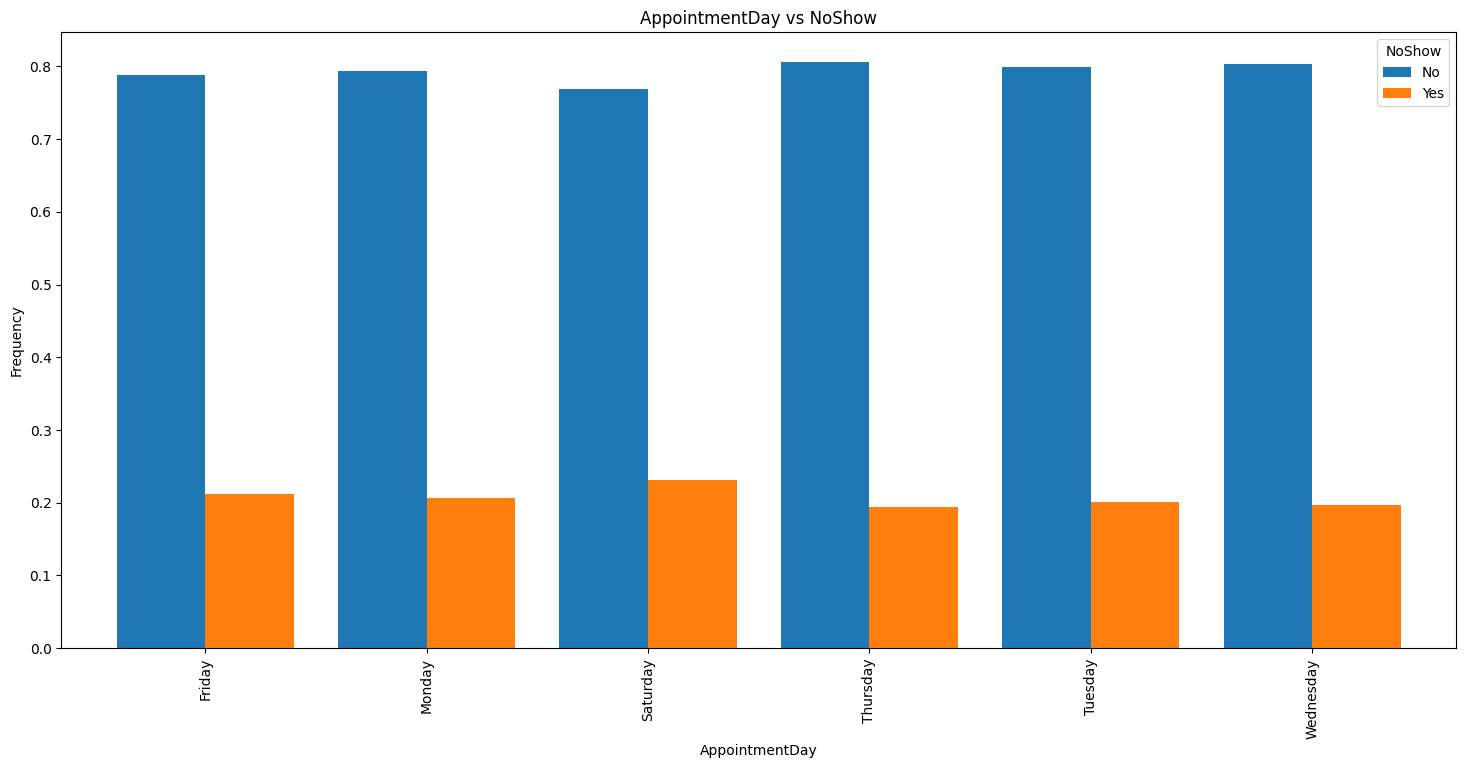 AppointmentDay vs NoShow
NoShow
No
Yes
Frequency
0.8
0.7
0.6
0.5
0.4
0.3
0.2
0.1
0.0
Friday
Monday
Saturday
Thursday
Tuesday
Wednesday
AppointmentDay